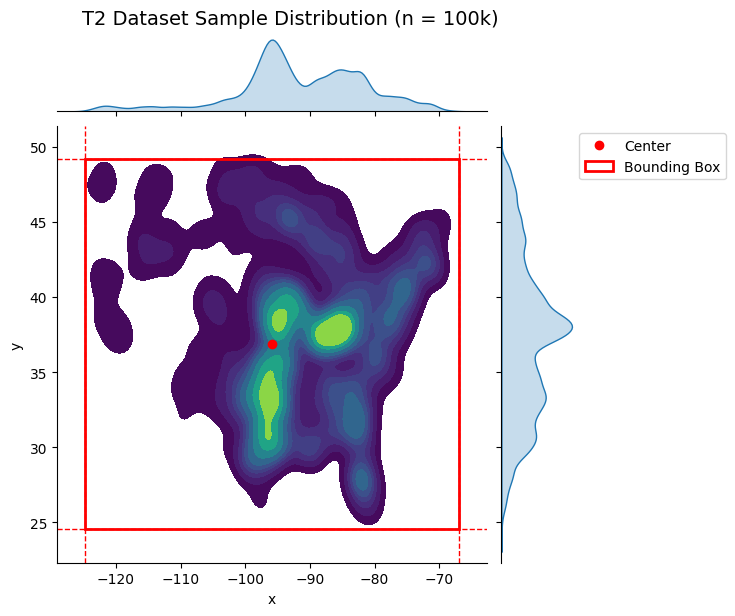 T2 Dataset Sample Distribution (n = 100k)
Center
Bounding Box
50
45
40
35
30
25
y
−120 −110 −100 −90 −80 −70
x